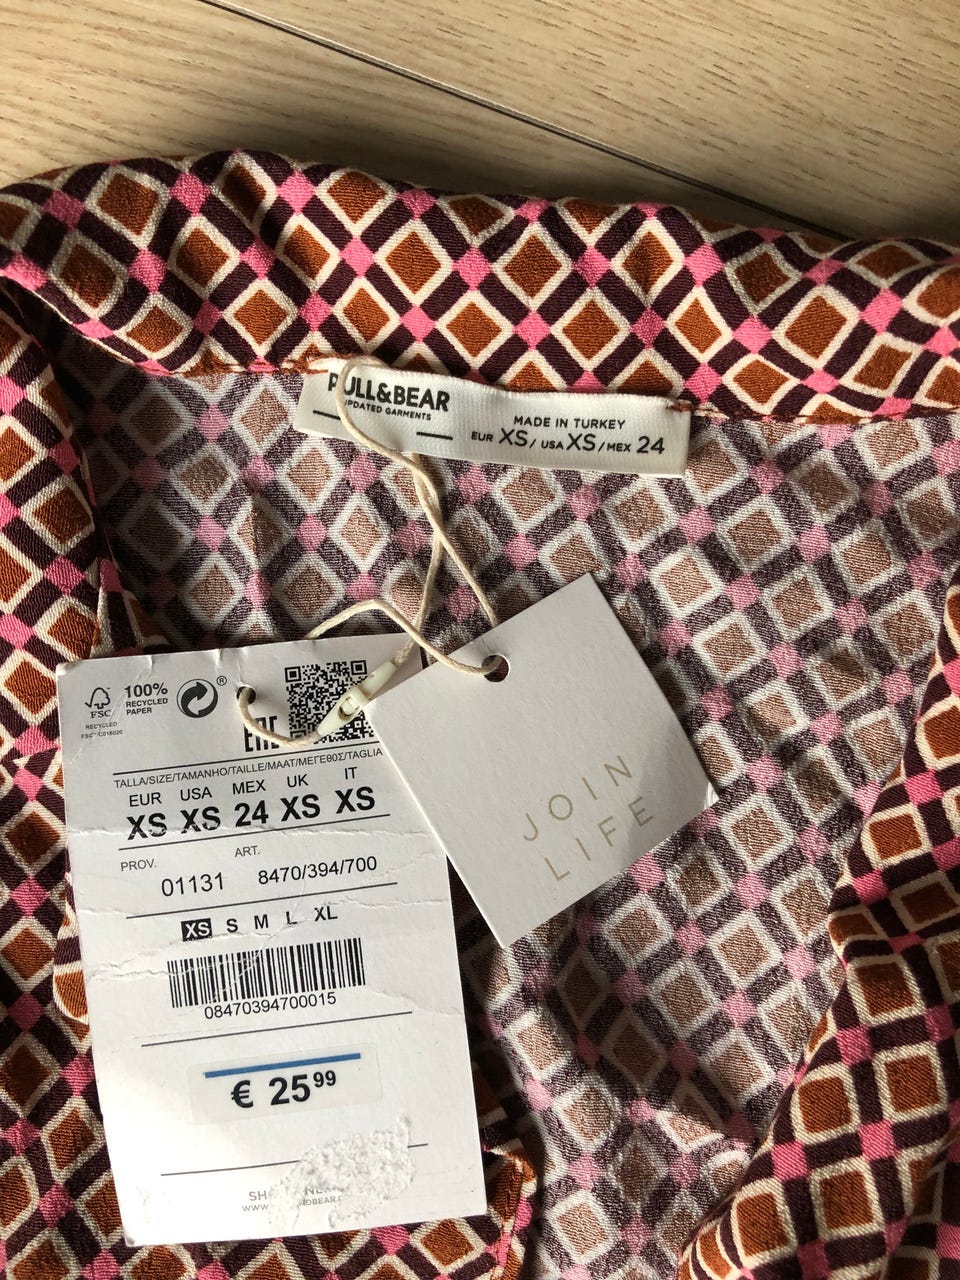 PULL&BEAR
UPDATED GARMENTS
MADE IN TURKEY
EUR XS/ USA XS/ MEX 24
JOIN
LIFE
FSC®
RECYCLED
100%
RECYCLED
PAPER
®
EAC
TALLA/SIZE/TAMANHO/TAILLE/MAAT/ΜΕΓΕΘΟΣ/TAGLIA
EUR USA MEX UK IT
XS XS 24 XS XS
PROV. ART.
01131 8470/394/700
XS S M L XL
08470394700015
€ 25⁹⁹